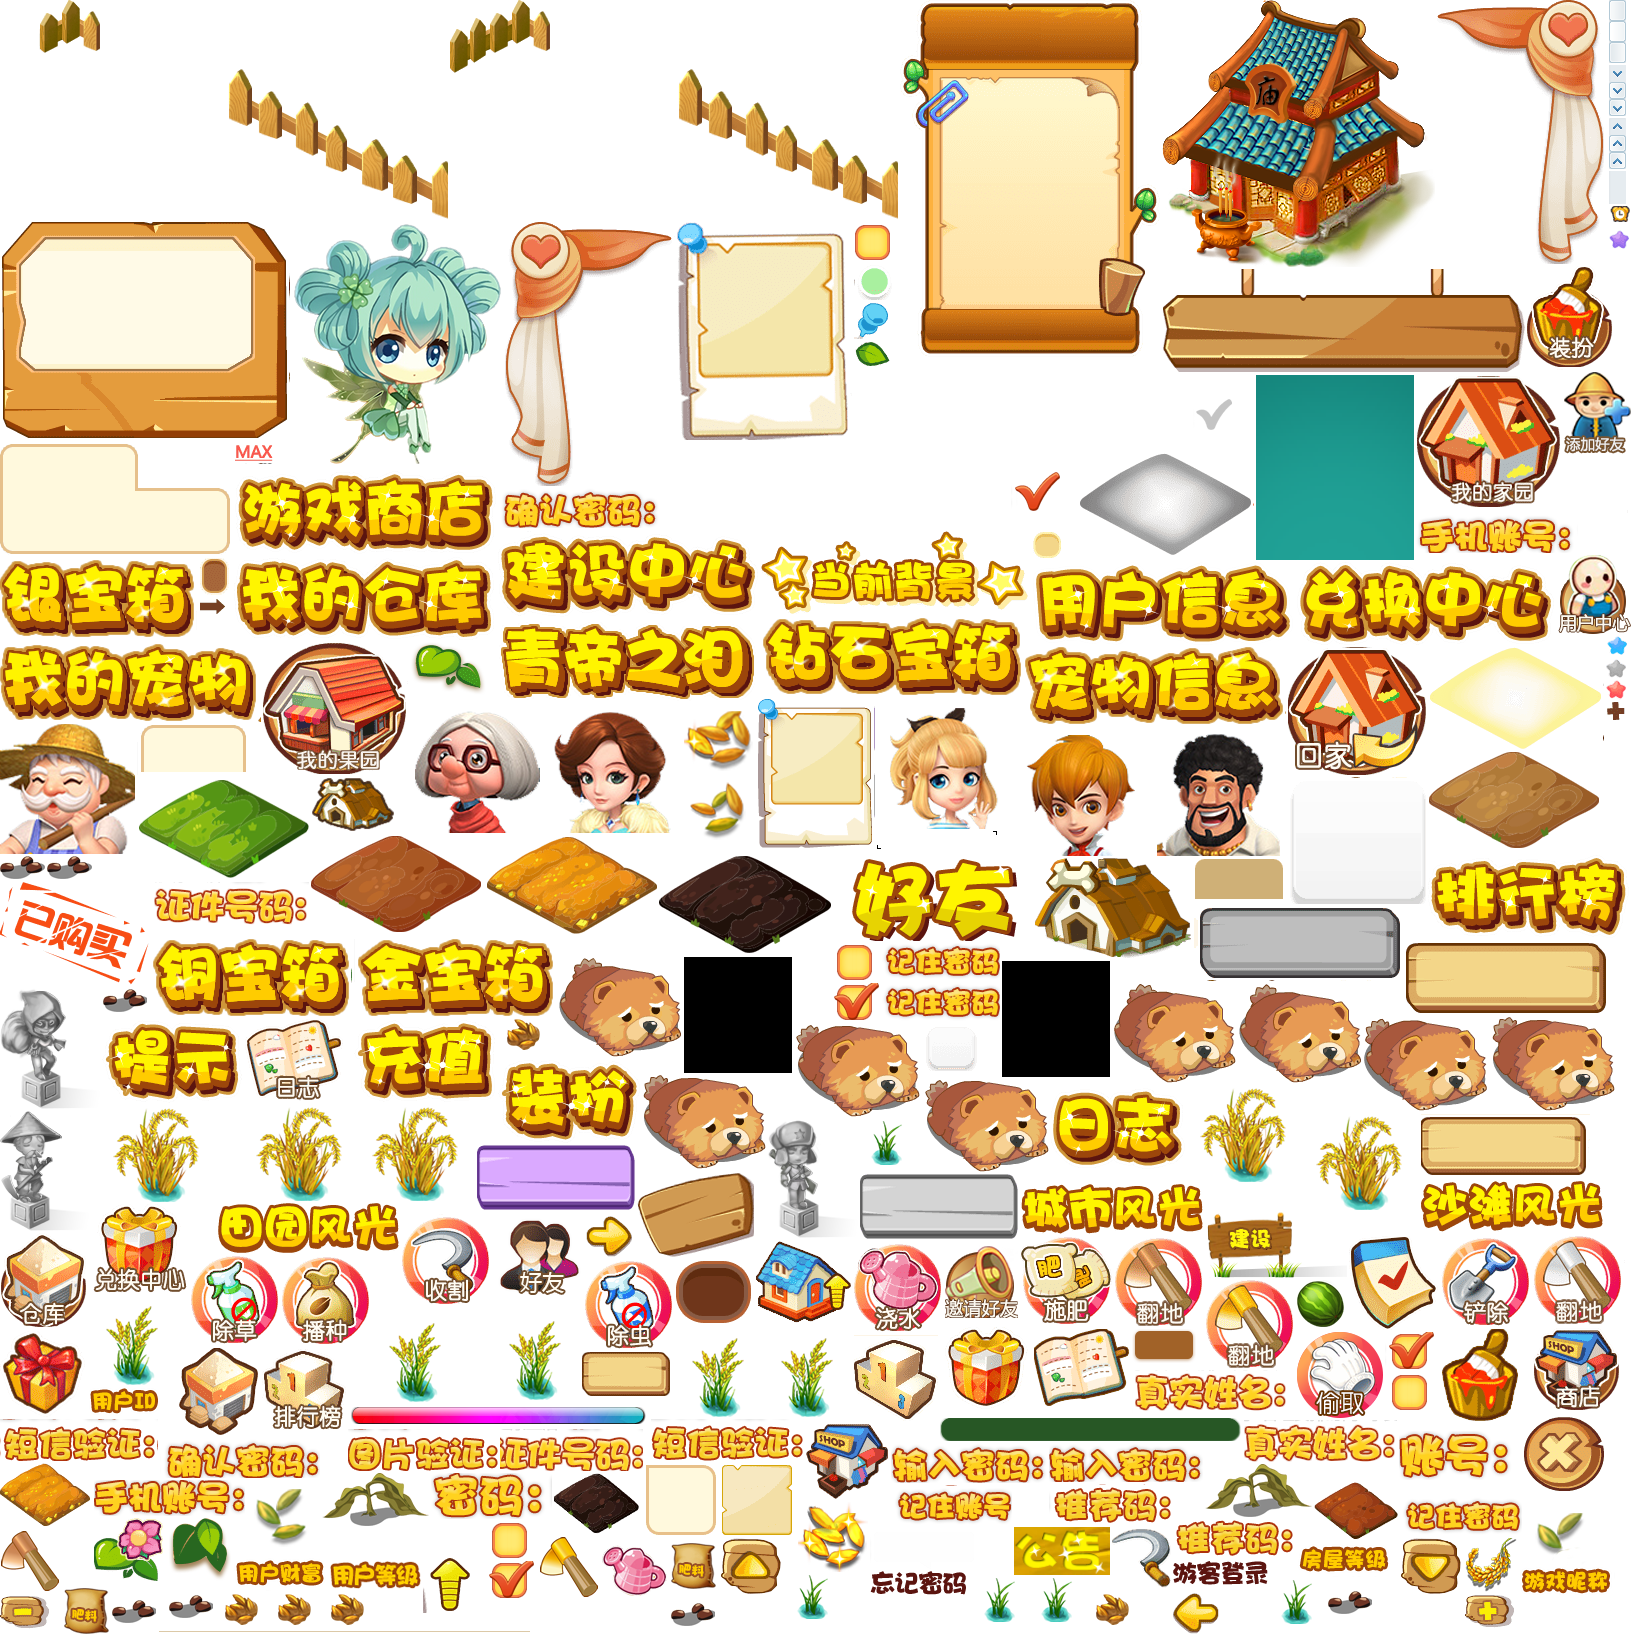 庙
装扮
添加好友
我的家园
MAX
游戏商店
确认密码：
手机账号：
银宝箱
我的仓库
建设中心
当前背景
用户信息
兑换中心
用户中心
我的宠物
青帝之泪
钻石宝箱
宠物信息
我的果园
回家
已购买
证件号码：
好友
排行榜
铜宝箱
金宝箱
记住密码
记住密码
提示
日志
充值
装扮
日志
田园风光
城市风光
沙滩风光
建设
兑换中心
仓库
除草
播种
收割
好友
除虫
浇水
邀请好友
肥
施肥
翻地
翻地
铲除
翻地
用户ID
排行榜
1
真实姓名：
偷取
SHOP
商店
短信验证：
确认密码：
图片验证：
证件号码：
短信验证：
SHOP
输入密码：
输入密码：
真实姓名：
账号：
手机账号：
密码：
记住账号
推荐码：
记住密码
公告
推荐码：
用户财富
用户等级
肥料
忘记密码
游客登录
房屋等级
游戏昵称
肥料